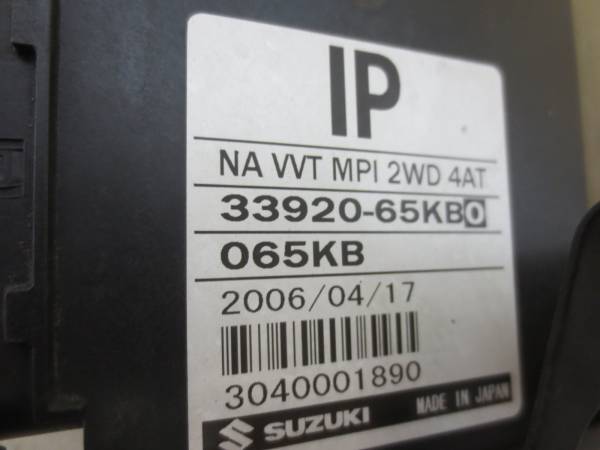 IP
NA VVT MPI 2WD 4AT
33920-65KB0
065KB
2006/04/17
3040001890
SUZUKI MADE IN JAPAN